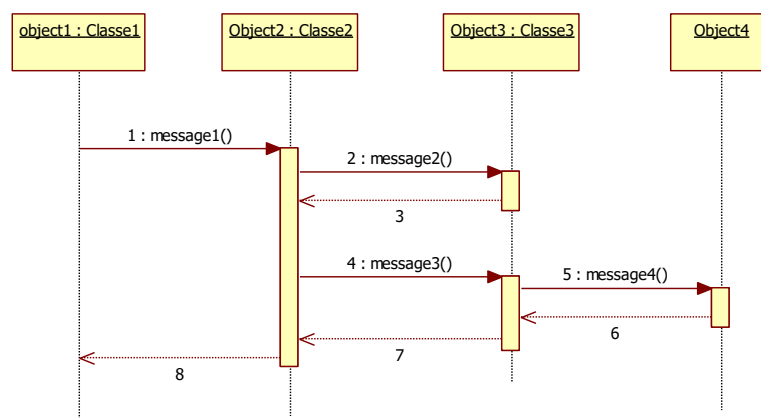 object1 : Classe1
Object2 : Classe2
Object3 : Classe3
Object4
1 : message1()
2 : message2()
3
4 : message3()
5 : message4()
6
7
8